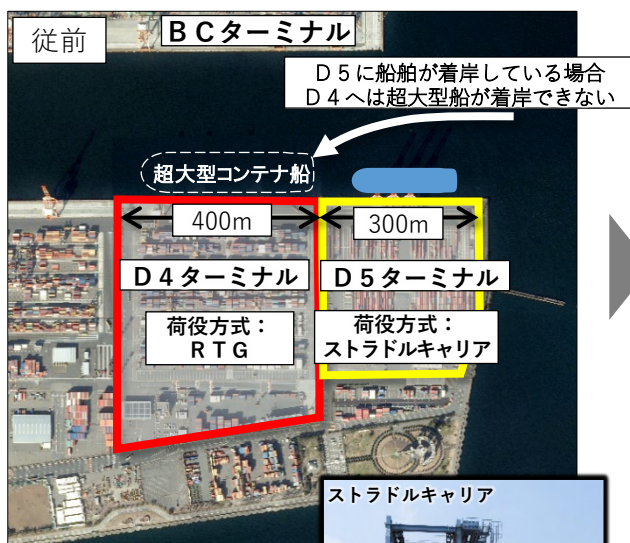 従前
ＢＣターミナル
Ｄ５に船舶が着岸している場合
Ｄ４へは超大型船が着岸できない
超大型コンテナ船
400m
300m
Ｄ４ターミナル
Ｄ５ターミナル
荷役方式：
ＲＴＧ
荷役方式：
ストラドルキャリア
ストラドルキャリア